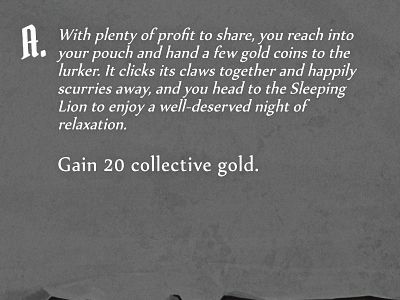 A. With plenty of profit to share, you reach into
your pouch and hand a few gold coins to the
lurker. It clicks its claws together and happily
scurries away, and you head to the Sleeping
Lion to enjoy a well-deserved night of
relaxation.
Gain 20 collective gold.